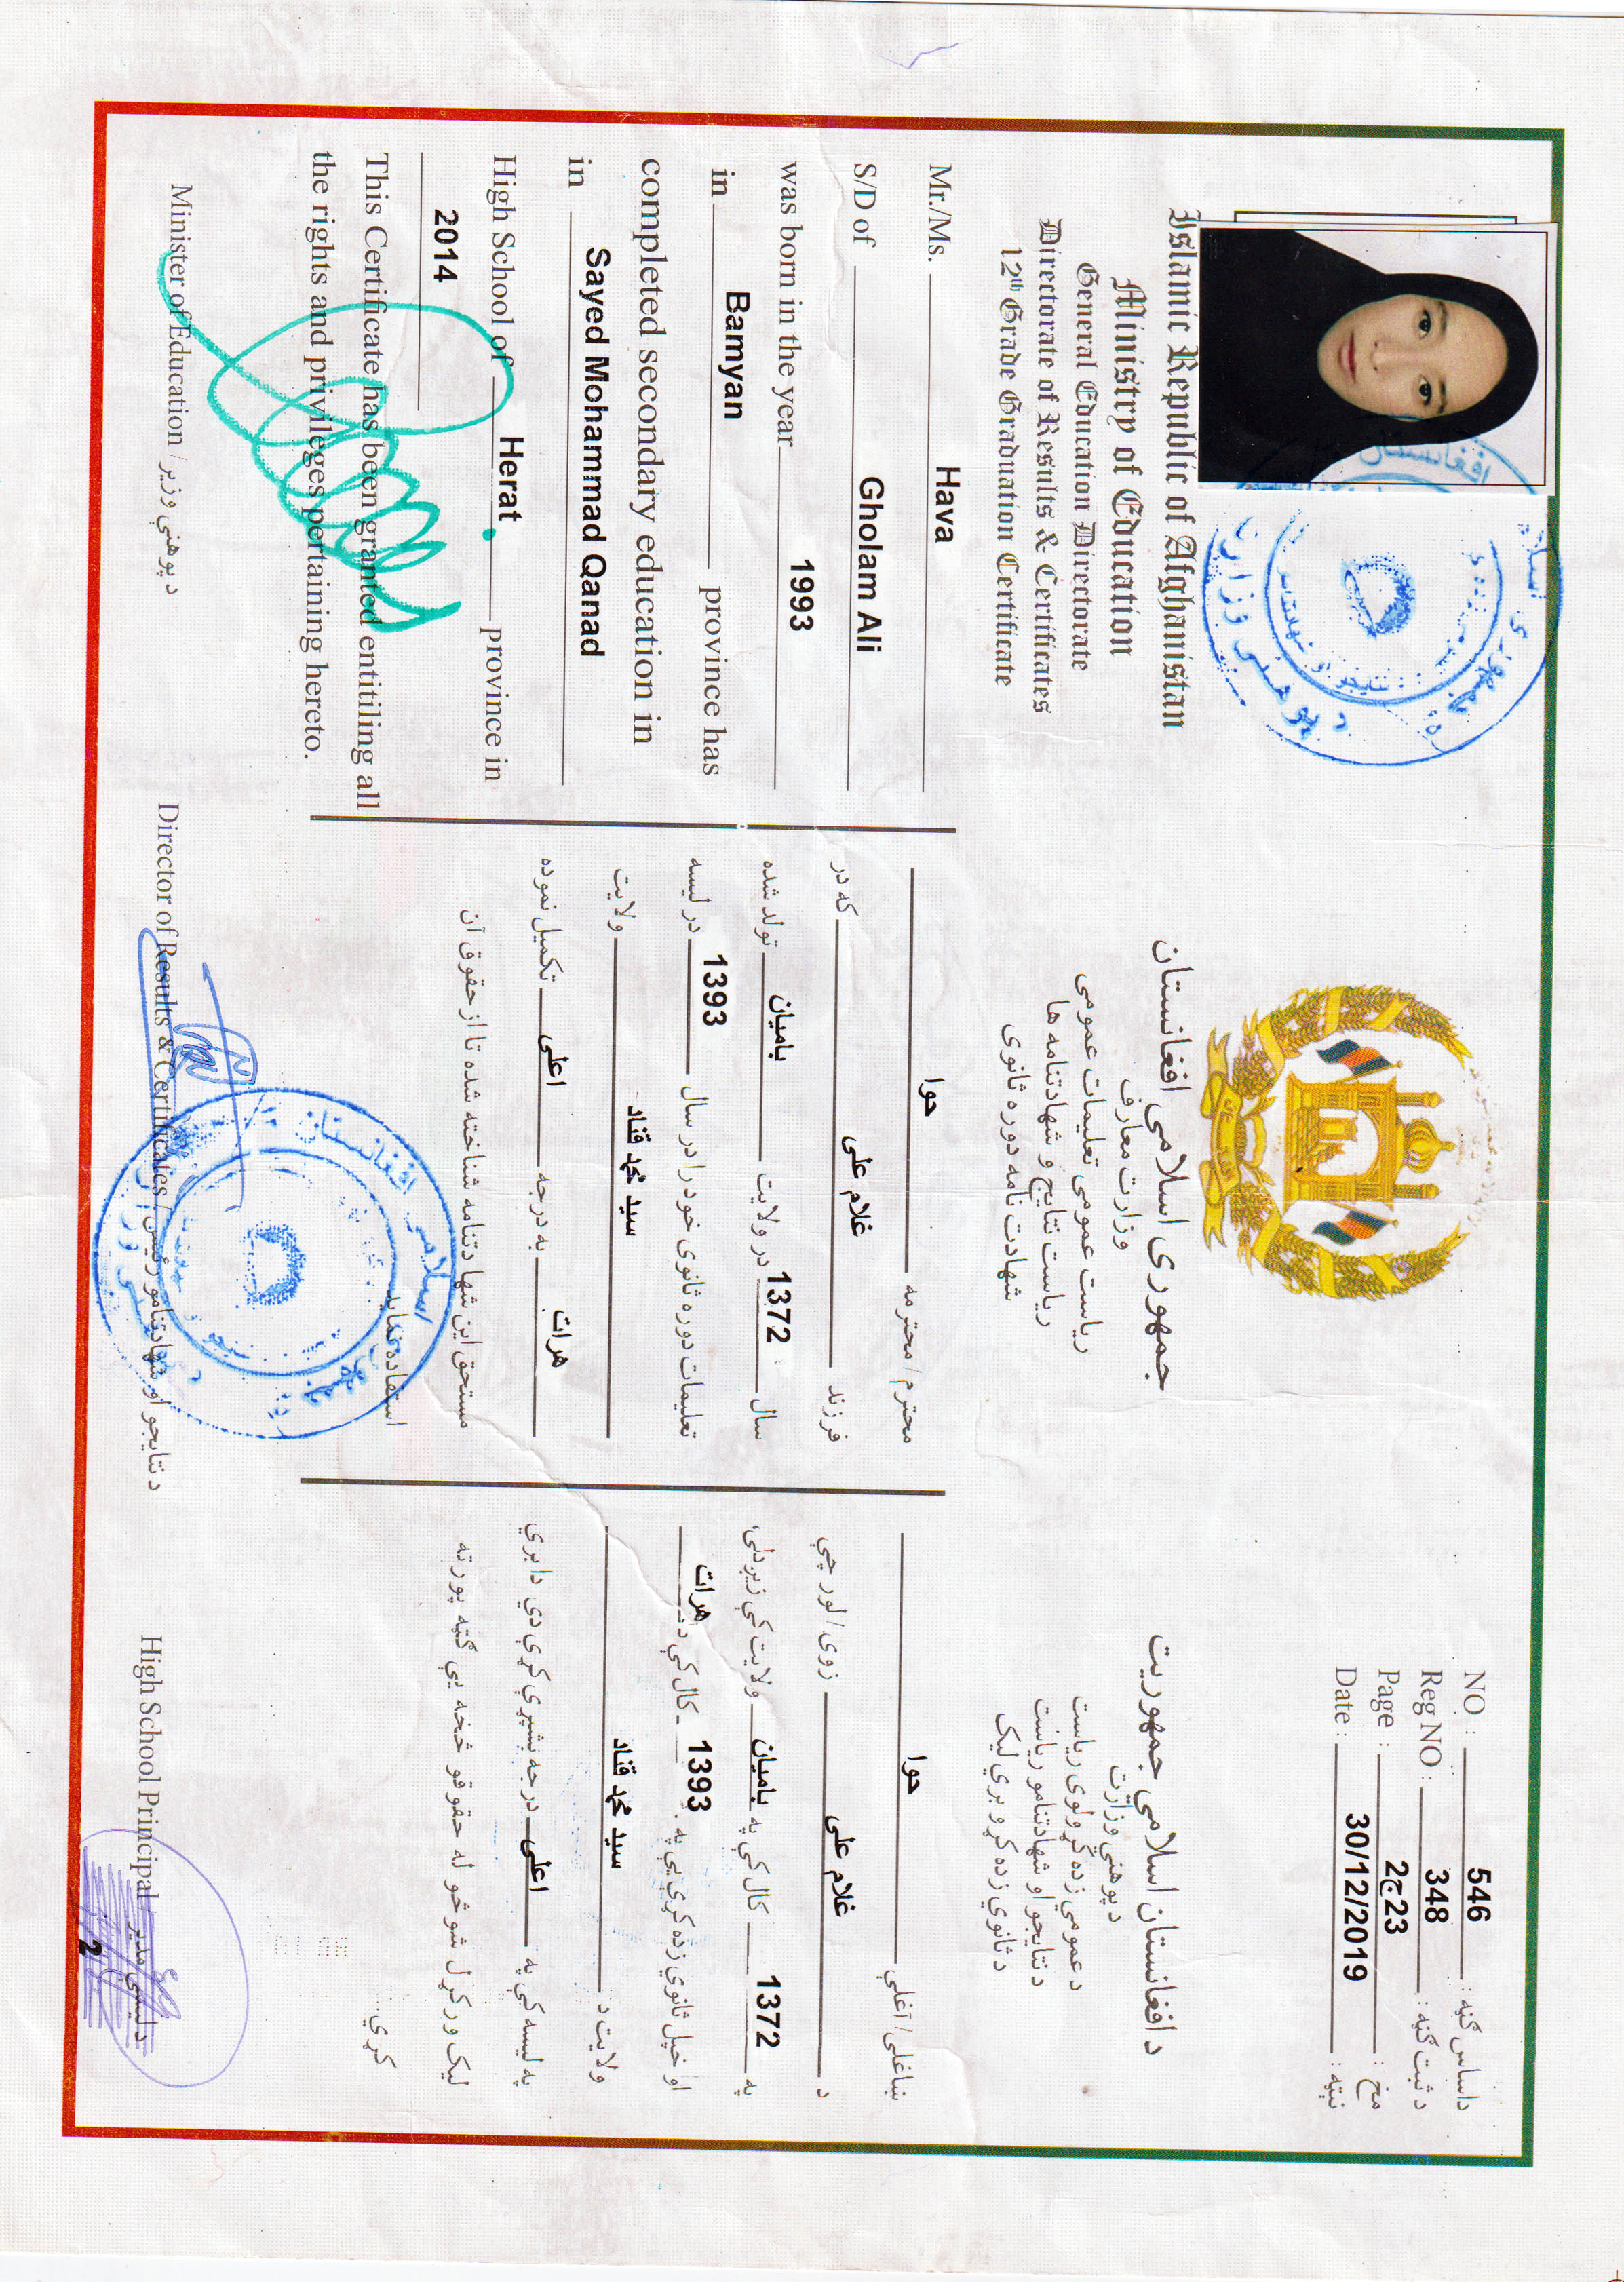 Islamic Republic of Afghanistan
Ministry of Education
General Education Directorate
Directorate of Results & Certificates
12th Grade Graduation Certificate
جمهوری اسلامی افغانستان
وزارت معارف
ریاست عمومی تعلیمات عمومی
ریاست نتایج و شهادتنامه ها
شهادت نامه دوره ثانوی
NO : 546 داساس گڼه :
Reg NO : 348 د ثبت گڼه :
Page : 23ج2 مخ :
Date : 30/12/2019 نېټه :
د افغانستان اسلامي جمهوریت
د پوهنې وزارت
د عمومي زده کړو لوی ریاست
د نتایجو او شهادتنامو ریاست
د ثانوي زده کړو بري لیک
Mr./Ms. Hava
S/D of Gholam Ali
was born in the year 1993
in Bamyan province has
completed secondary education in
in Sayed Mohammad Qanad
High School of Herat province in
2014
This Certificate has been granted entitiling all
the rights and privileges pertaining hereto.
محترم/محترمه حوا
فرزند غلام علی که در
سال 1372 در ولایت بامیان تولد شده
تعلیمات دوره ثانوی خود را در سال 1393 در لیسه
سید محمد قناد ولایت
هرات به درجه اعلی تکمیل نموده
مستحق این شهادتنامه شناخته شده تا از حقوق آن
استفاده نماید
ښاغلی/اغلې حوا
د غلام علی زوی/لور چې
په 1372 کال کې په بامیان ولایت کې زیږدلی
او خپل ثانوي زده کړې یې په 1393 کال کې د هرات
ولایت د سید محمد قناد
په لیسه کې په اعلی درجه بشپړې کړي دي دا بري
لیک ورکړل شو څو له حقوقو څخه یې گټه پورته
کړي
Minister of Education / د پوهنې وزیر
Director of Results & Certificates / د نتایجو او شهادتنامو رئیس
High School Principal / د لیسې مدیر
2